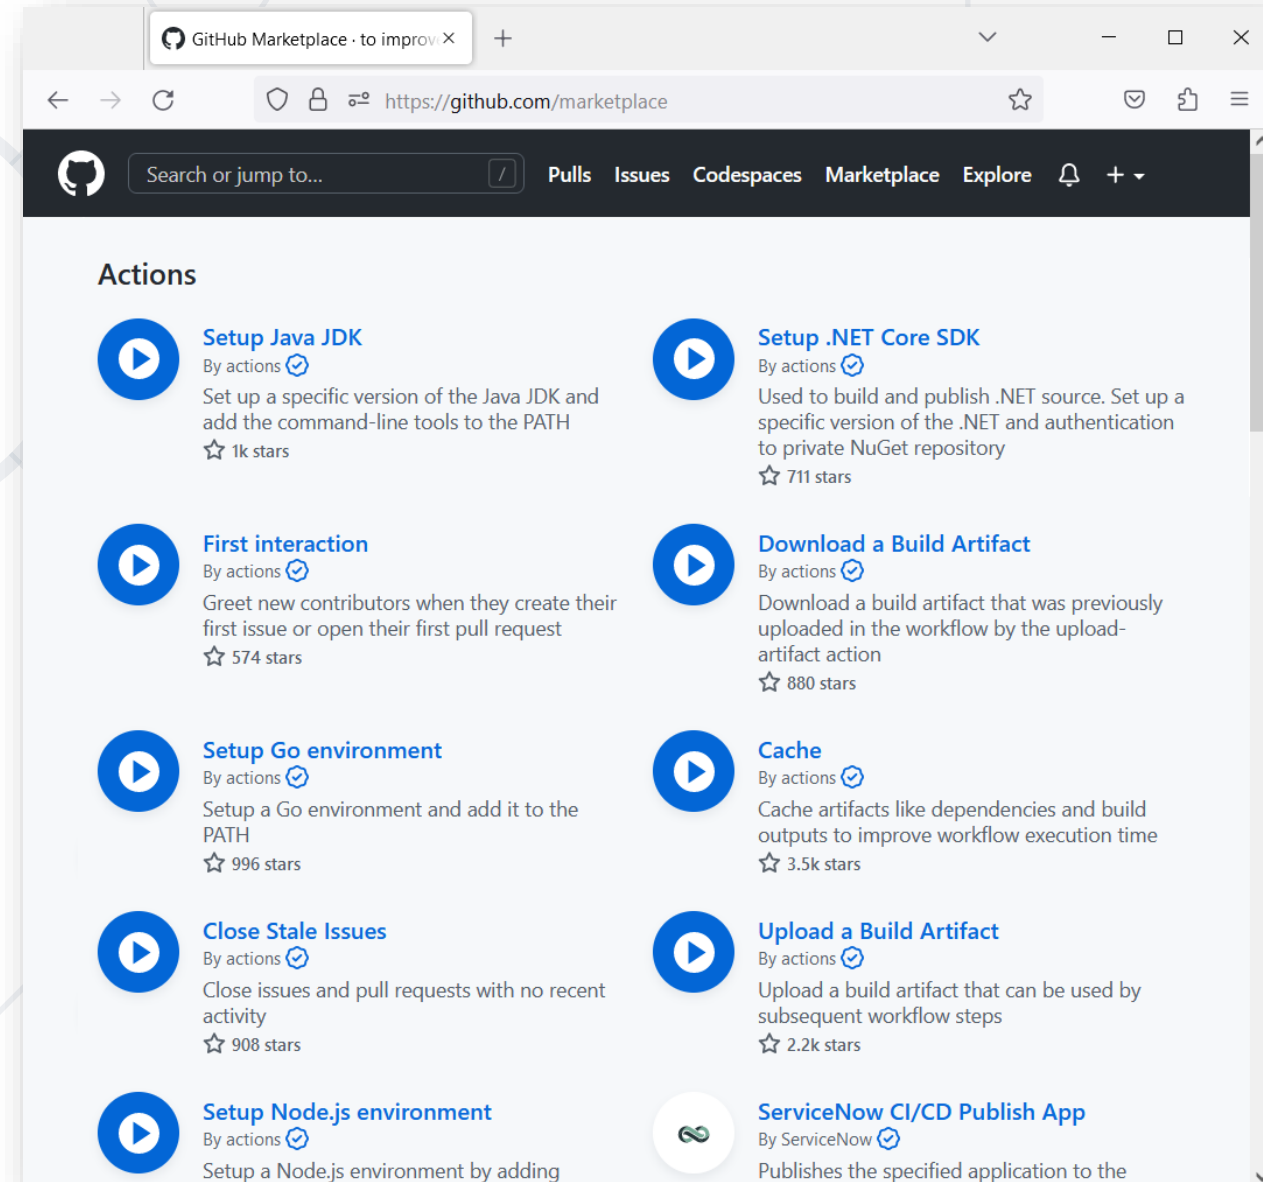 GitHub Marketplace · to improv
https://github.com/marketplace
Search or jump to...
/
Pulls
Issues
Codespaces
Marketplace
Explore
Actions
Setup Java JDK
By actions
Set up a specific version of the Java JDK and
add the command-line tools to the PATH
1k stars
Setup .NET Core SDK
By actions
Used to build and publish .NET source. Set up a
specific version of the .NET and authentication
to private NuGet repository
711 stars
First interaction
By actions
Greet new contributors when they create their
first issue or open their first pull request
574 stars
Download a Build Artifact
By actions
Download a build artifact that was previously
uploaded in the workflow by the upload-
artifact action
880 stars
Setup Go environment
By actions
Setup a Go environment and add it to the
PATH
996 stars
Cache
By actions
Cache artifacts like dependencies and build
outputs to improve workflow execution time
3.5k stars
Close Stale Issues
By actions
Close issues and pull requests with no recent
activity
908 stars
Upload a Build Artifact
By actions
Upload a build artifact that can be used by
subsequent workflow steps
2.2k stars
Setup Node.js environment
By actions
Setup a Node.js environment by adding
ServiceNow CI/CD Publish App
By ServiceNow
Publishes the specified application to the